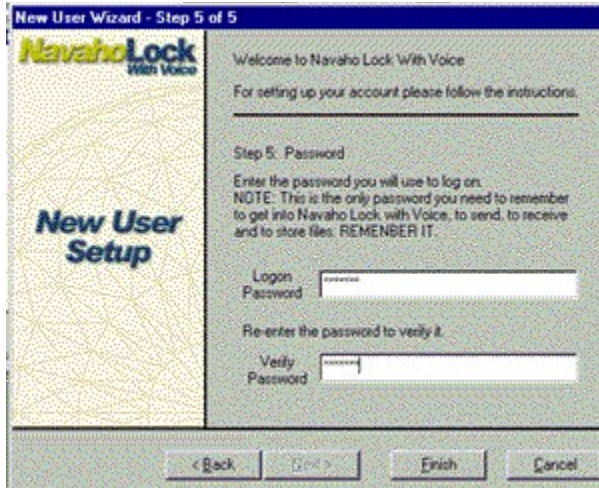 New User Wizard - Step 5 of 5
NavahoLock
With Voice
New User
Setup
Welcome to Navaho Lock With Voice
For setting up your account please follow the instructions.
Step 5: Password
Enter the password you will use to log on.
NOTE: This is the only password you need to remember
to get into Navaho Lock with Voice, to send, to receive
and to store files. REMEMBER IT.
Logon
Password
*******
Re-enter the password to verify it.
Verify
Password
*******
< Back
Next >
Finish
Cancel